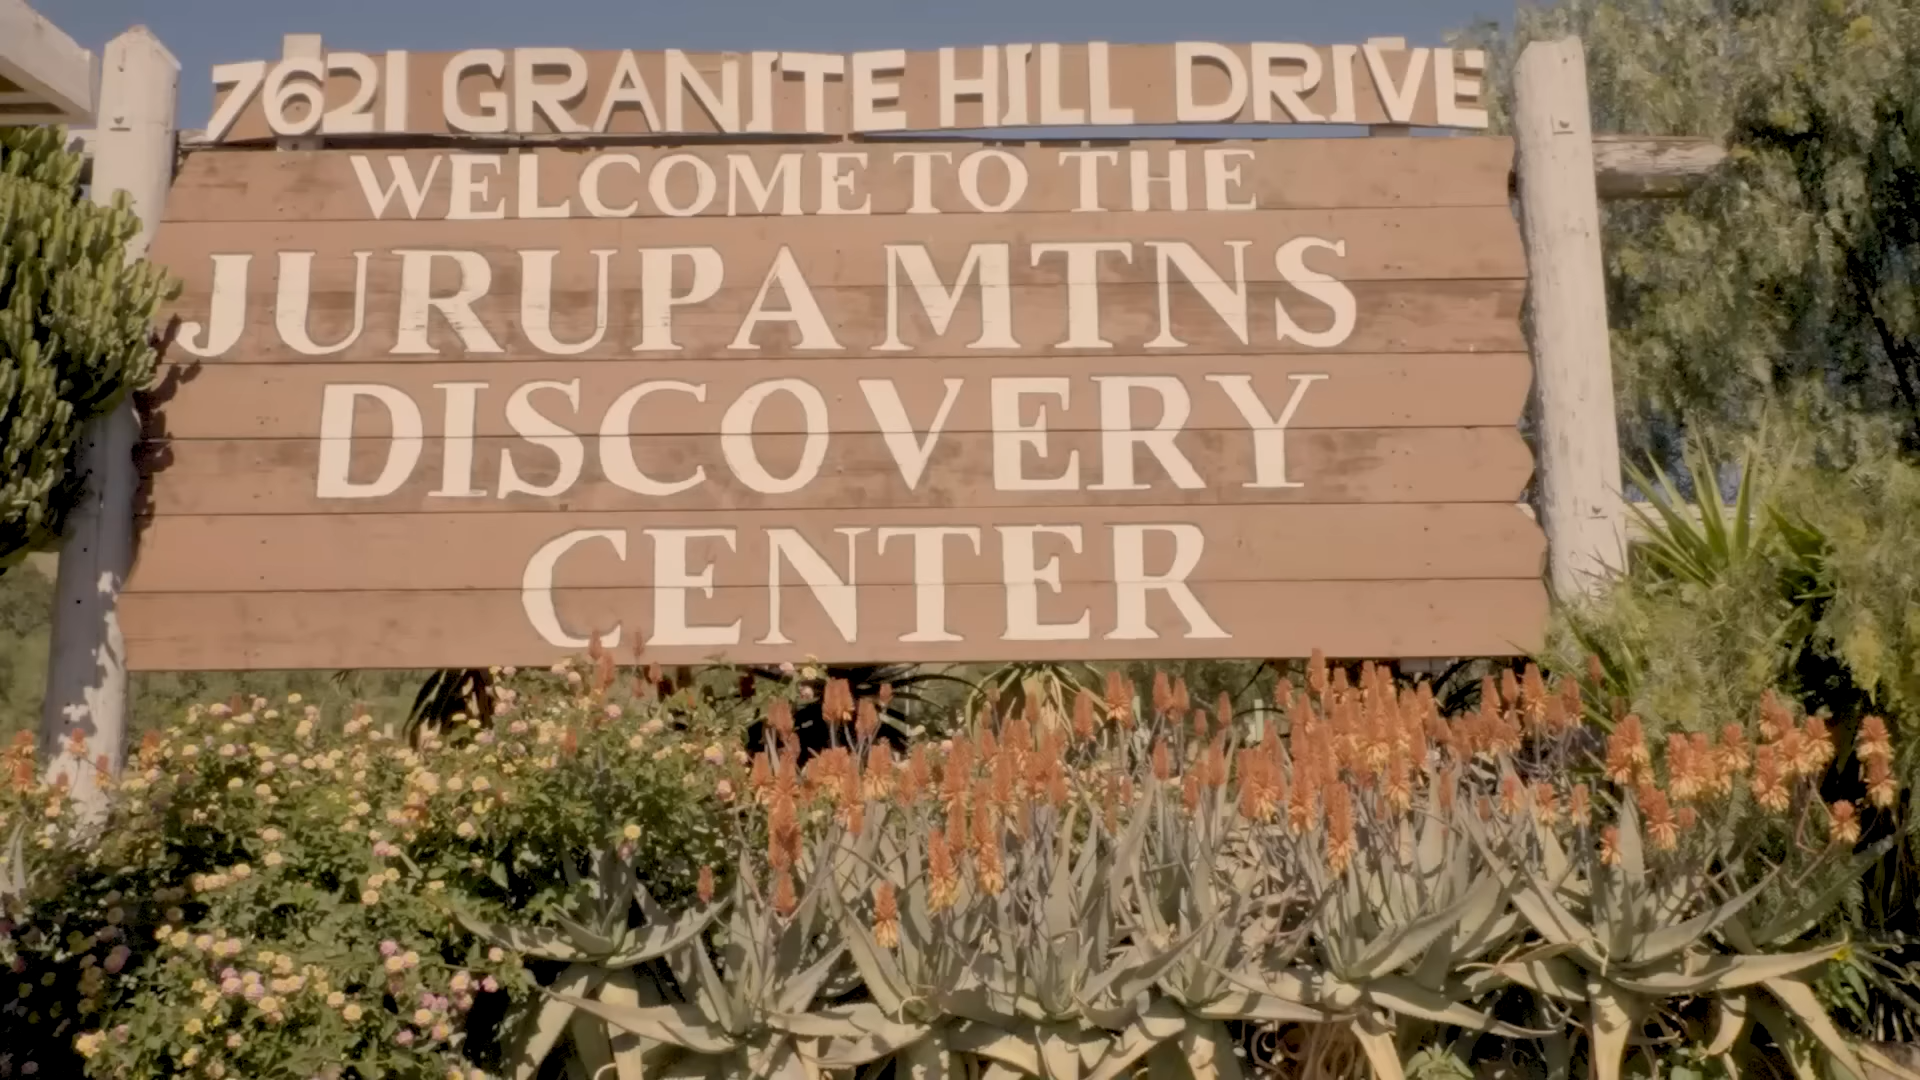 7621 GRANITE HILL DRIVE
WELCOME TO THE
JURUPA MTNS
DISCOVERY
CENTER